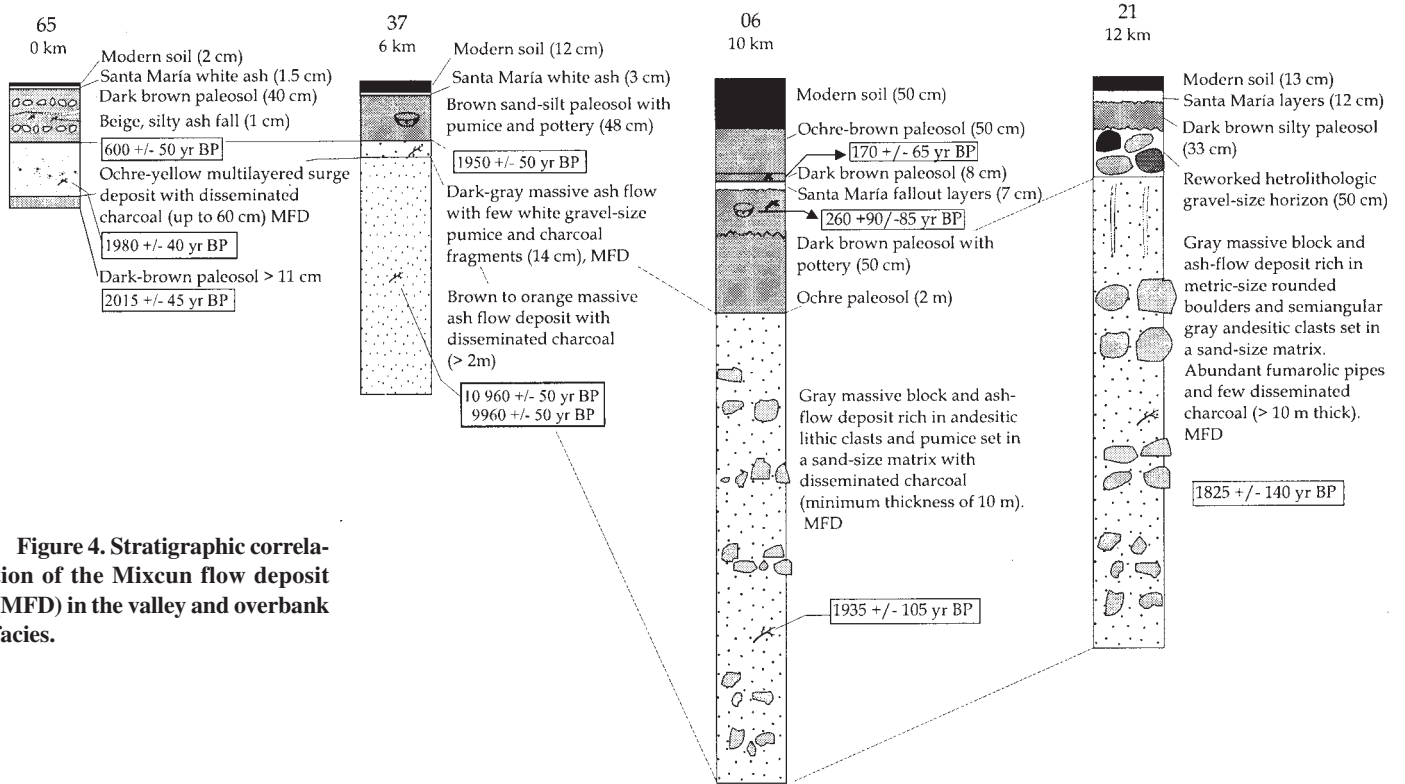 65
0 km
Modern soil (2 cm)
Santa María white ash (1.5 cm)
Dark brown paleosol (40 cm)
Beige, silty ash fall (1 cm)
600 +/- 50 yr BP
Ochre-yellow multilayered surge
deposit with disseminated
charcoal (up to 60 cm) MFD
1980 +/- 40 yr BP
Dark-brown paleosol > 11 cm
2015 +/- 45 yr BP
37
6 km
Modern soil (12 cm)
Santa María white ash (3 cm)
Brown sand-silt paleosol with
pumice and pottery (48 cm)
1950 +/- 50 yr BP
Dark-gray massive ash flow
with few white gravel-size
pumice and charcoal
fragments (14 cm), MFD
Brown to orange massive
ash flow deposit with
disseminated charcoal
(> 2m)
10 960 +/- 50 yr BP
9960 +/- 50 yr BP
06
10 km
Modern soil (50 cm)
Ochre-brown paleosol (50 cm)
170 +/- 65 yr BP
Dark brown paleosol (8 cm)
Santa María fallout layers (7 cm)
260 +90/-85 yr BP
Dark brown paleosol with
pottery (50 cm)
Ochre paleosol (2 m)
Gray massive block and ash-
flow deposit rich in andesitic
lithic clasts and pumice set in
a sand-size matrix with
disseminated charcoal
(minimum thickness of 10 m).
MFD
1935 +/- 105 yr BP
21
12 km
Modern soil (13 cm)
Santa María layers (12 cm)
Dark brown silty paleosol
(33 cm)
Reworked hetrolithologic
gravel-size horizon (50 cm)
Gray massive block and
ash-flow deposit rich in
metric-size rounded
boulders and semiangular
gray andesitic clasts set in
a sand-size matrix.
Abundant fumarolic pipes
and few disseminated
charcoal (> 10 m thick).
MFD
1825 +/- 140 yr BP
Figure 4. Stratigraphic correla-
tion of the Mixcun flow deposit
MFD) in the valley and overbank
facies.